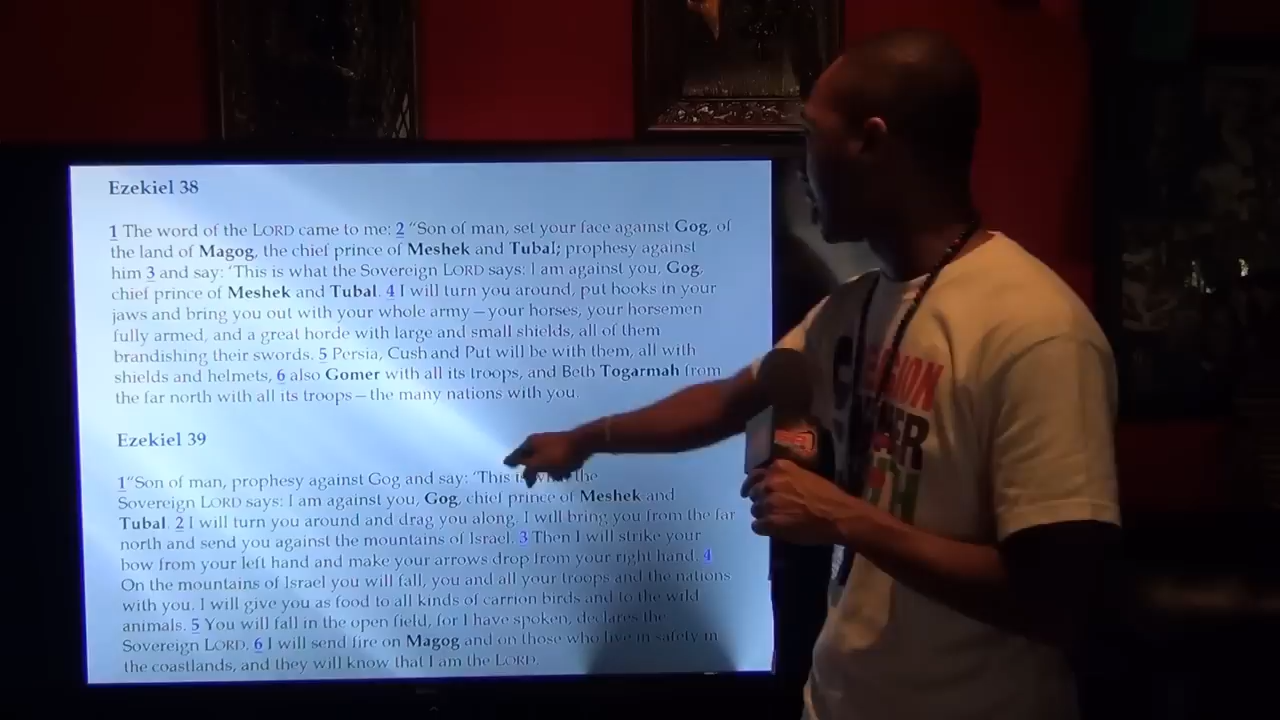 Ezekiel 38
1 The word of the LORD came to me: 2 “Son of man, set your face against Gog, of
the land of Magog, the chief prince of Meshek and Tubal; prophesy against
him 3 and say: ‘This is what the Sovereign LORD says: I am against you, Gog,
chief prince of Meshek and Tubal. 4 I will turn you around, put hooks in your
jaws and bring you out with your whole army—your horses, your horsemen
fully armed, and a great horde with large and small shields, all of them
brandishing their swords. 5 Persia, Cush and Put will be with them, all with
shields and helmets, 6 also Gomer with all its troops, and Beth Togarmah from
the far north with all its troops—the many nations with you.
Ezekiel 39
1“Son of man, prophesy against Gog and say: ‘This is what the
Sovereign LORD says: I am against you, Gog, chief prince of Meshek and
Tubal. 2 I will turn you around and drag you along. I will bring you from the far
north and send you against the mountains of Israel. 3 Then I will strike your
bow from your left hand and make your arrows drop from your right hand. 4
On the mountains of Israel you will fall, you and all your troops and the nations
with you. I will give you as food to all kinds of carrion birds and to the wild
animals. 5 You will fall in the open field, for I have spoken, declares the
Sovereign LORD. 6 I will send fire on Magog and on those who live in safety in
the coastlands, and they will know that I am the LORD.